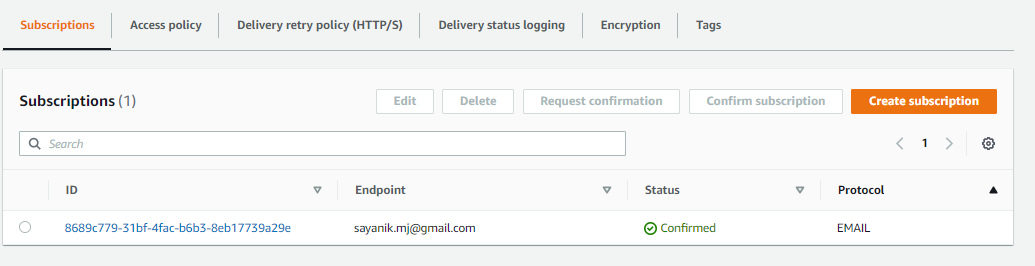 Subscriptions Access policy Delivery retry policy (HTTP/S) Delivery status logging Encryption Tags
Subscriptions (1) Edit Delete Request confirmation Confirm subscription Create subscription
Search 1
ID Endpoint Status Protocol
8689c779-31bf-4fac-b6b3-8eb17739a29e sayanik.mj@gmail.com Confirmed EMAIL